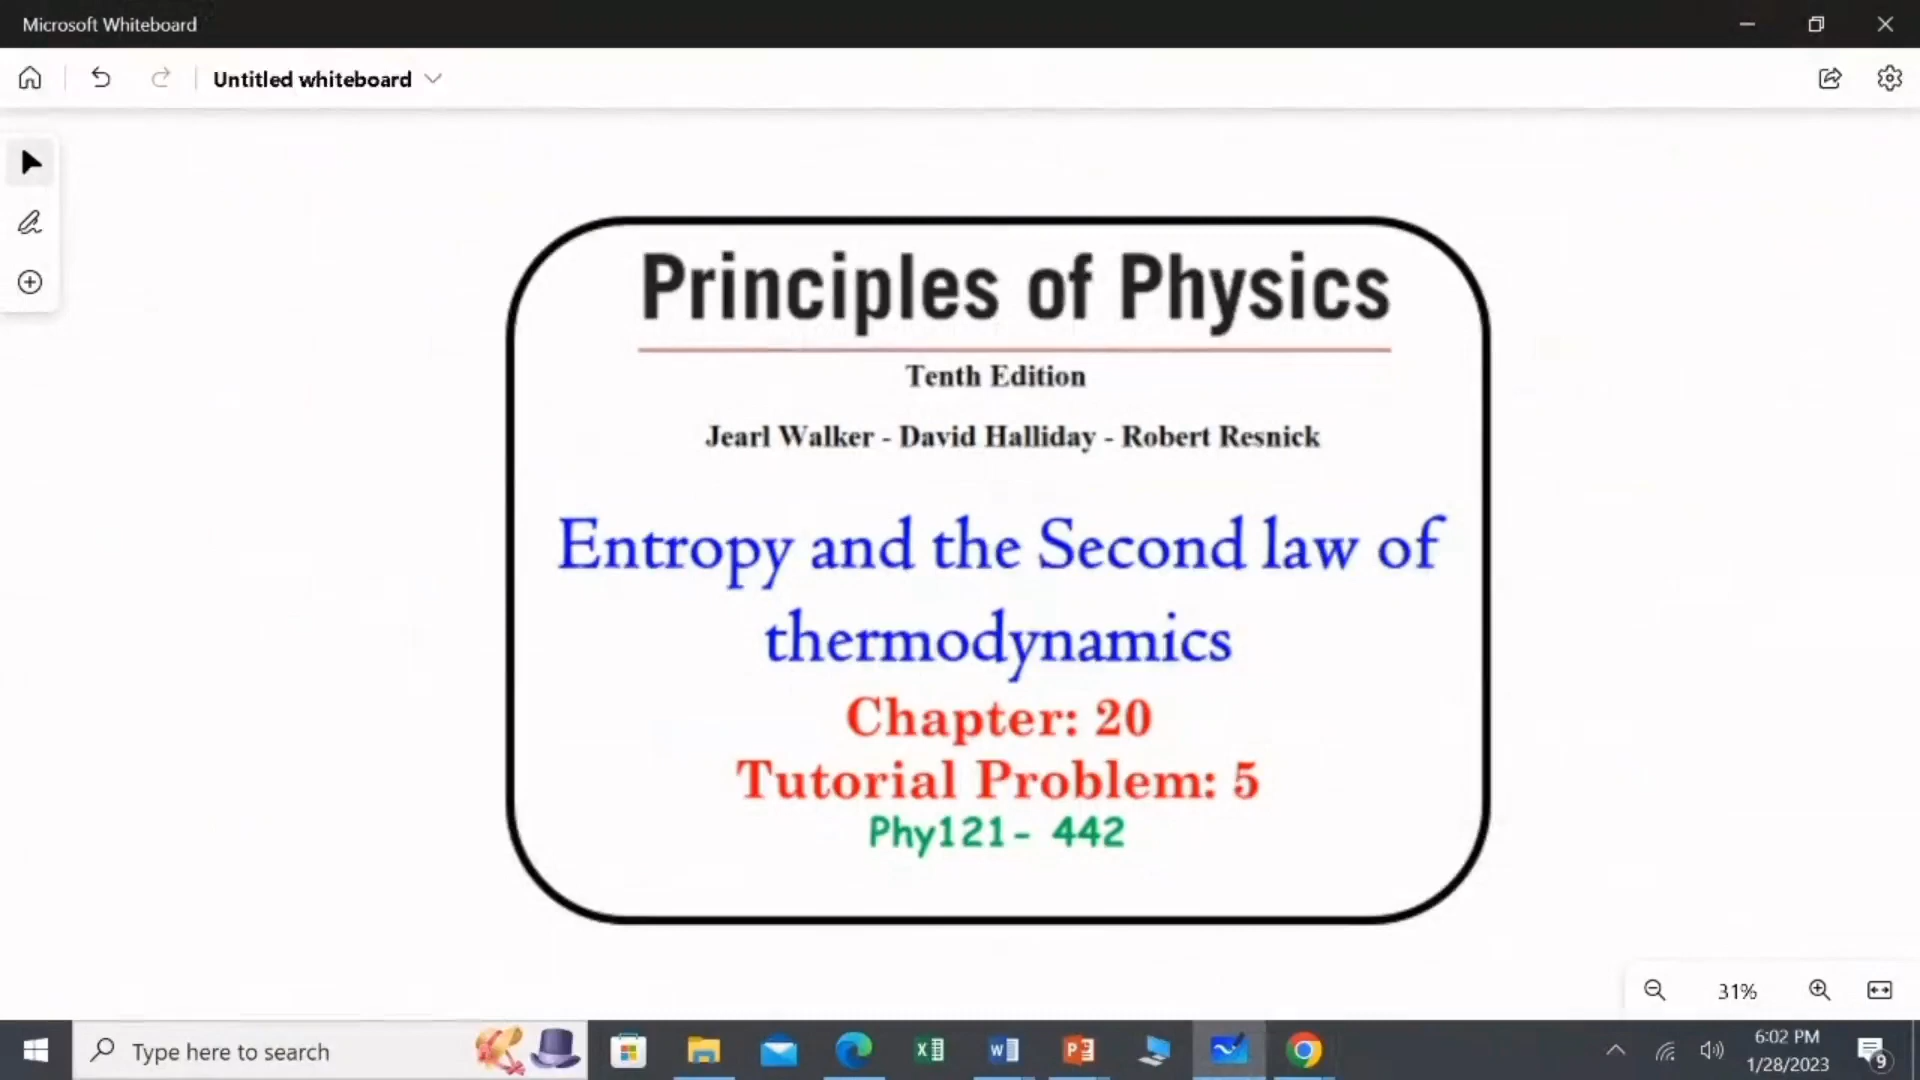 Microsoft Whiteboard
Untitled whiteboard
Principles of Physics
Tenth Edition
Jearl Walker - David Halliday - Robert Resnick
Entropy and the Second law of
thermodynamics
Chapter: 20
Tutorial Problem: 5
Phy121- 442
31%
Type here to search
6:02 PM
1/28/2023
9